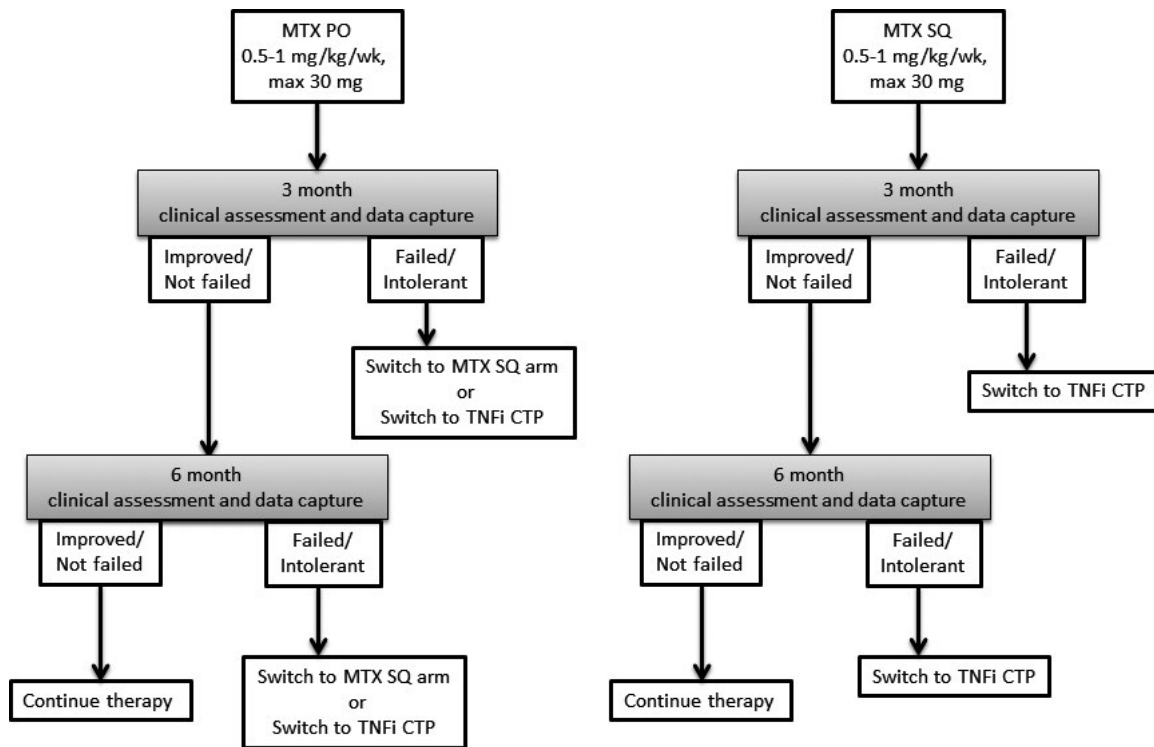 MTX PO
0.5-1 mg/kg/wk,
max 30 mg
3 month
clinical assessment and data capture
Improved/
Not failed
Failed/
Intolerant
Switch to MTX SQ arm
or
Switch to TNFi CTP
6 month
clinical assessment and data capture
Improved/
Not failed
Failed/
Intolerant
Continue therapy
Switch to MTX SQ arm
or
Switch to TNFi CTP
MTX SQ
0.5-1 mg/kg/wk,
max 30 mg
3 month
clinical assessment and data capture
Improved/
Not failed
Failed/
Intolerant
Switch to TNFi CTP
6 month
clinical assessment and data capture
Improved/
Not failed
Failed/
Intolerant
Continue therapy
Switch to TNFi CTP